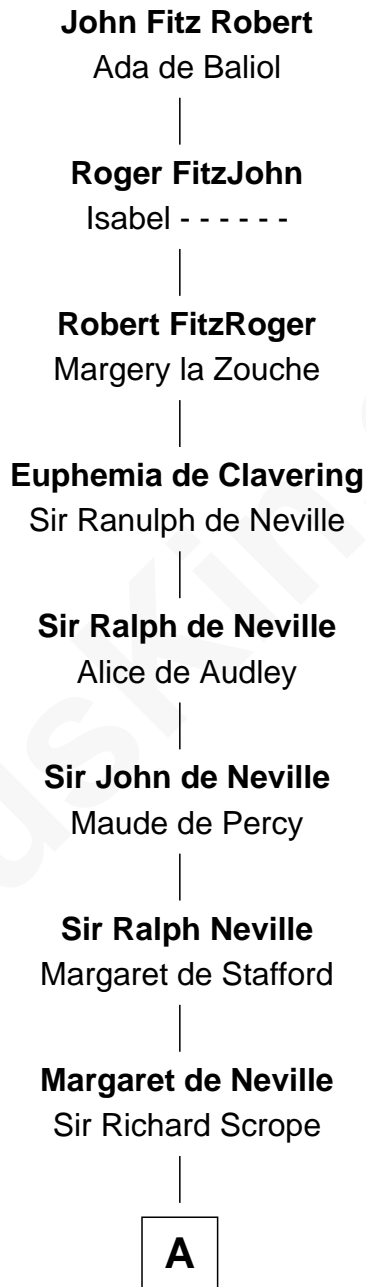 John Fitz Robert
Ada de Baliol
Roger FitzJohn
Isabel - - - - - -
Robert FitzRoger
Margery la Zouche
Euphemia de Clavering
Sir Ranulph de Neville
Sir Ralph de Neville
Alice de Audley
Sir John de Neville
Maude de Percy
Sir Ralph Neville
Margaret de Stafford
Margaret de Neville
Sir Richard Scrope
A